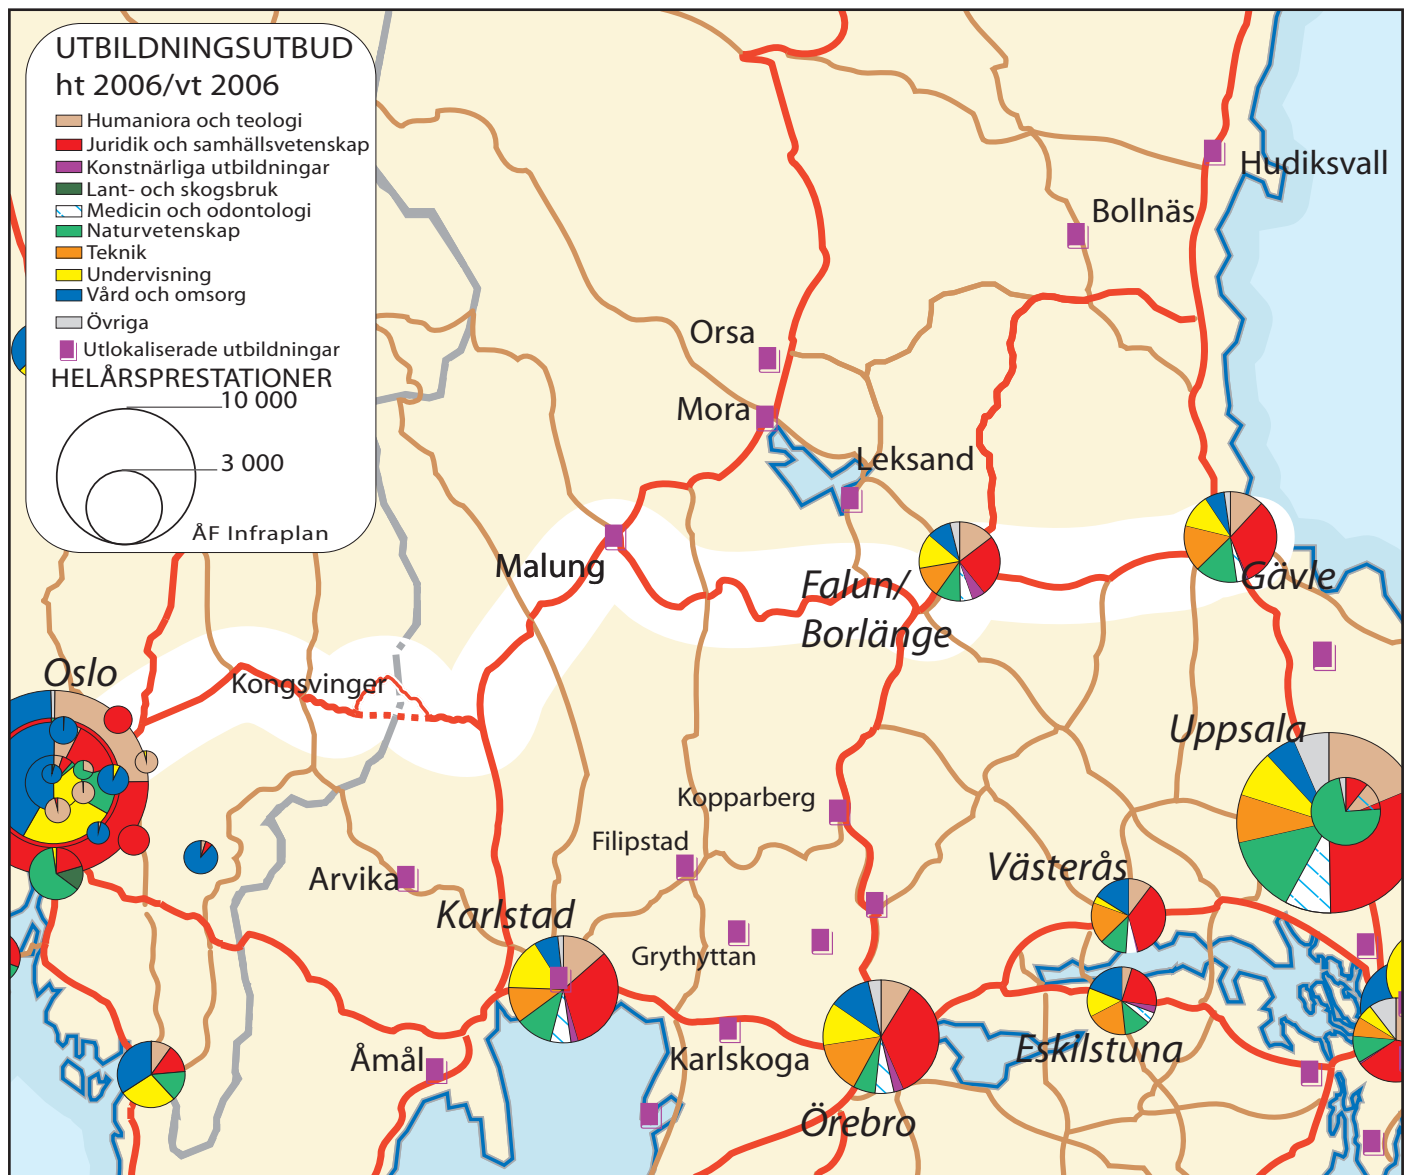 UTBILDNINGSUTBUD
ht 2006/vt 2006
Humaniora och teologi
Juridik och samhällsvetenskap
Konstnärliga utbildningar
Lant- och skogsbruk
Medicin och odontologi
Naturvetenskap
Teknik
Undervisning
Vård och omsorg
Övriga
Utlokaliserade utbildningar
HELÅRSPRESTATIONER
10 000
3 000
ÅF Infraplan
Hudiksvall
Bollnäs
Orsa
Mora
Leksand
Malung
Falun/
Borlänge
Gävle
Oslo
Kongsvinger
Uppsala
Kopparberg
Filipstad
Västerås
Arvika
Karlstad
Grythyttan
Eskilstuna
Åmål
Karlskoga
Örebro